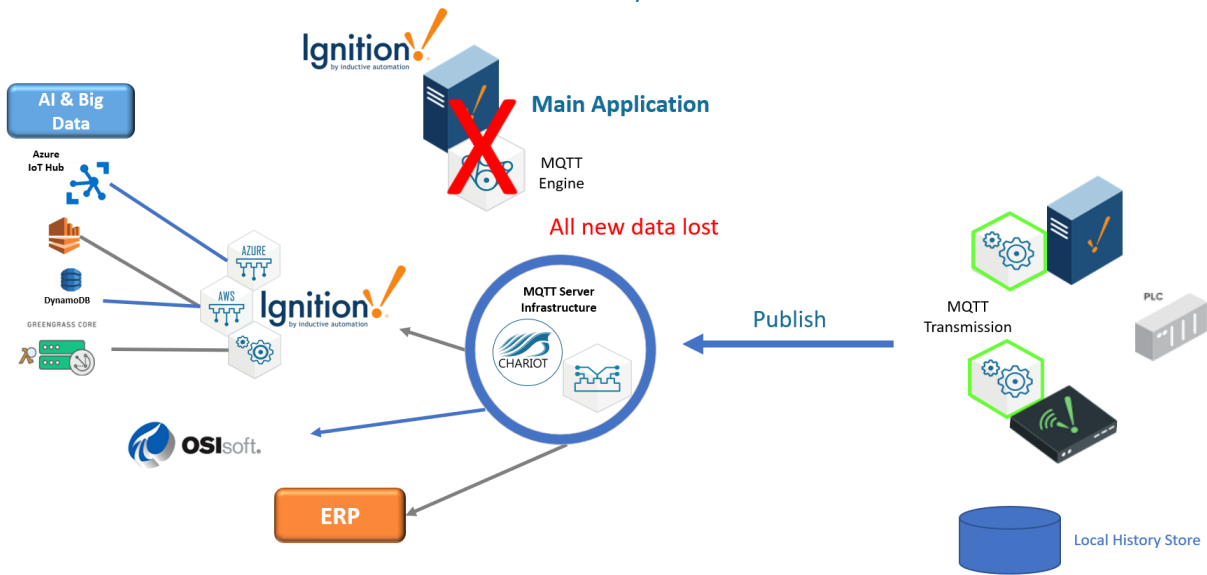 Ignition!
by inductive automation
Main Application
MQTT
Engine
All new data lost
AI & Big
Data
Azure
IoT Hub
DynamoDB
GREENGRASS CORE
AZURE
AWS
Ignition!
by inductive automation
MQTT Server
Infrastructure
CHARIOT
Publish
MQTT
Transmission
PLC
OSIsoft.
ERP
Local History Store